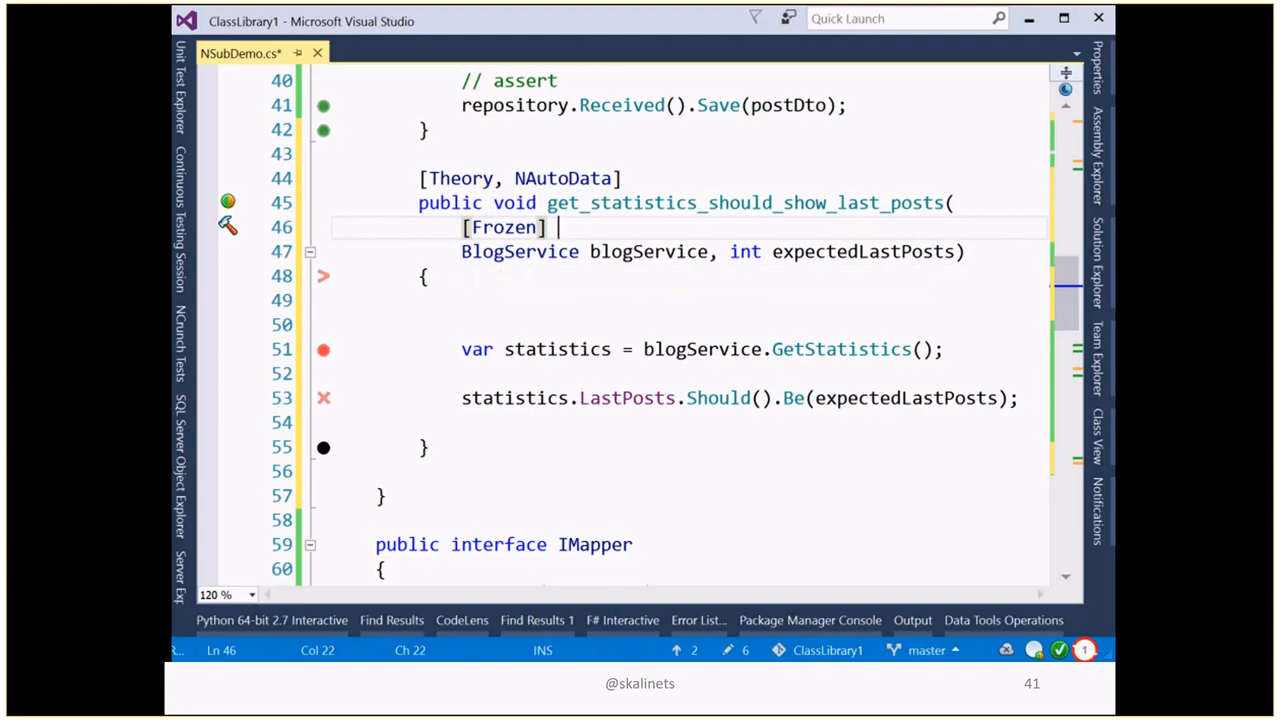 ClassLibrary1 - Microsoft Visual Studio
Quick Launch
NSubDemo.cs*
Unit Test Explorer
Continuous Testing Session
NCrunch Tests
SQL Server Object Explorer
Server Exp
40 // assert
41 repository.Received().Save(postDto);
42 }
43
44 [Theory, NAutoData]
45 public void get_statistics_should_show_last_posts(
46 [Frozen]
47 BlogService blogService, int expectedLastPosts)
48 {
49
50
51 var statistics = blogService.GetStatistics();
52
53 statistics.LastPosts.Should().Be(expectedLastPosts);
54
55 }
56
57 }
58
59 public interface IMapper
60 {
Properties
Assembly Explorer
Solution Explorer
Team Explorer
Class View
Notifications
120 %
Python 64-bit 2.7 Interactive Find Results CodeLens Find Results 1 F# Interactive Error List... Package Manager Console Output Data Tools Operations
R... Ln 46 Col 22 Ch 22 INS 2 6 ClassLibrary1 master 1
@skalinets 41